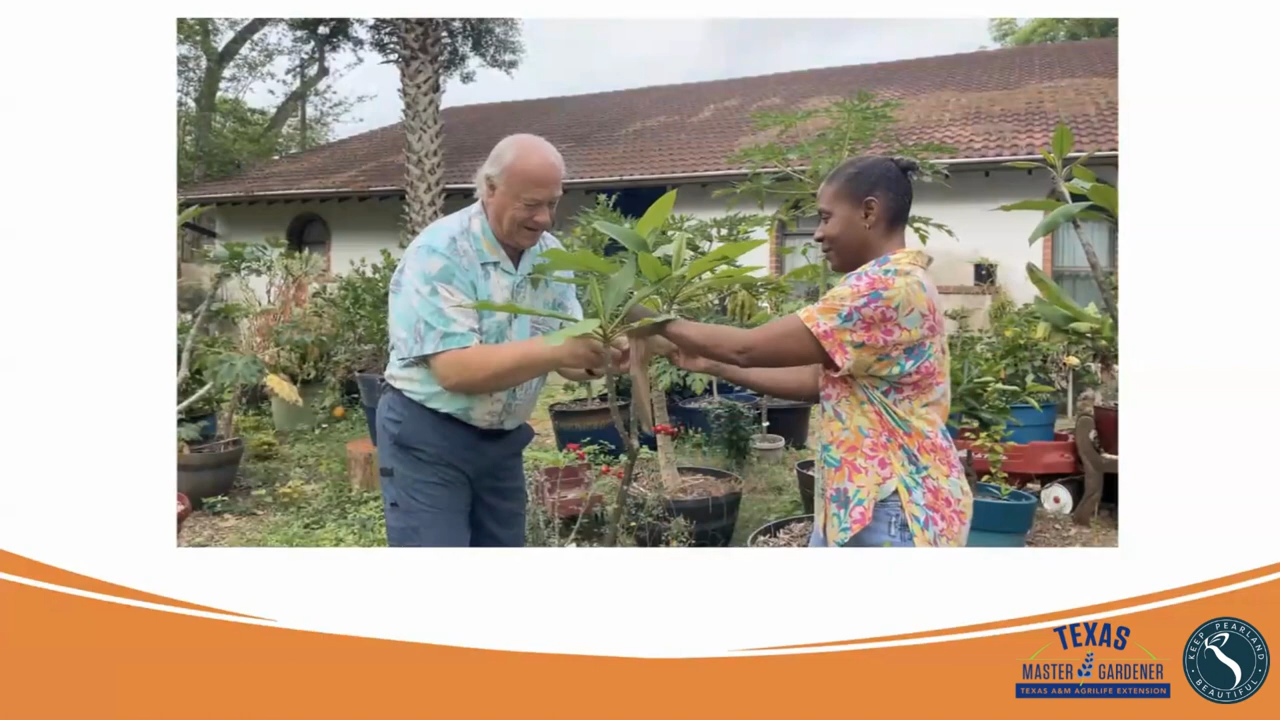 TEXAS
MASTER GARDENER
TEXAS A&M AGRILIFE EXTENSION
KEEP PEARLAND
BEAUTIFUL